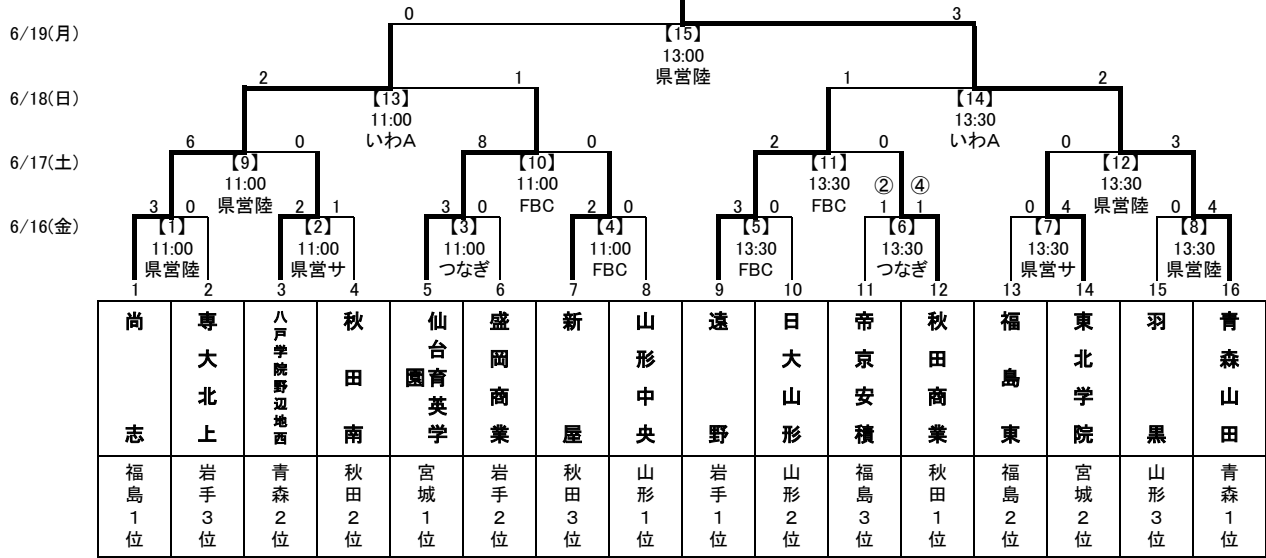 0 3
6/19(月) 【15】
13:00
県営陸
2 1 1 2
6/18(日) 【13】 【14】
11:00 13:30
いわA いわA
6 0 8 0 2 0 0 3
6/17(土) 【9】 【10】 【11】 【12】
11:00 11:00 13:30 13:30
県営陸 FBC FBC 県営陸
② ④
3 0 2 1 3 0 2 0 3 0 1 1 0 4 0 4
6/16(金) 【1】 【2】 【3】 【4】 【5】 【6】 【7】 【8】
11:00 11:00 11:00 11:00 13:30 13:30 13:30 13:30
県営陸 県営サ つなぎ FBC FBC つなぎ 県営サ 県営陸
1 2 3 4 5 6 7 8 9 10 11 12 13 14 15 16
尚志
専大北上
八戸学院野辺地西
秋田南
仙台育英学園
盛岡商業
新屋
山形中央
遠野
日大山形
帝京安積
秋田商業
福島東
東北学院
羽黒
青森山田
福島1位
岩手3位
青森2位
秋田2位
宮城1位
岩手2位
秋田3位
山形1位
岩手1位
山形2位
福島3位
秋田1位
福島2位
宮城2位
山形3位
青森1位